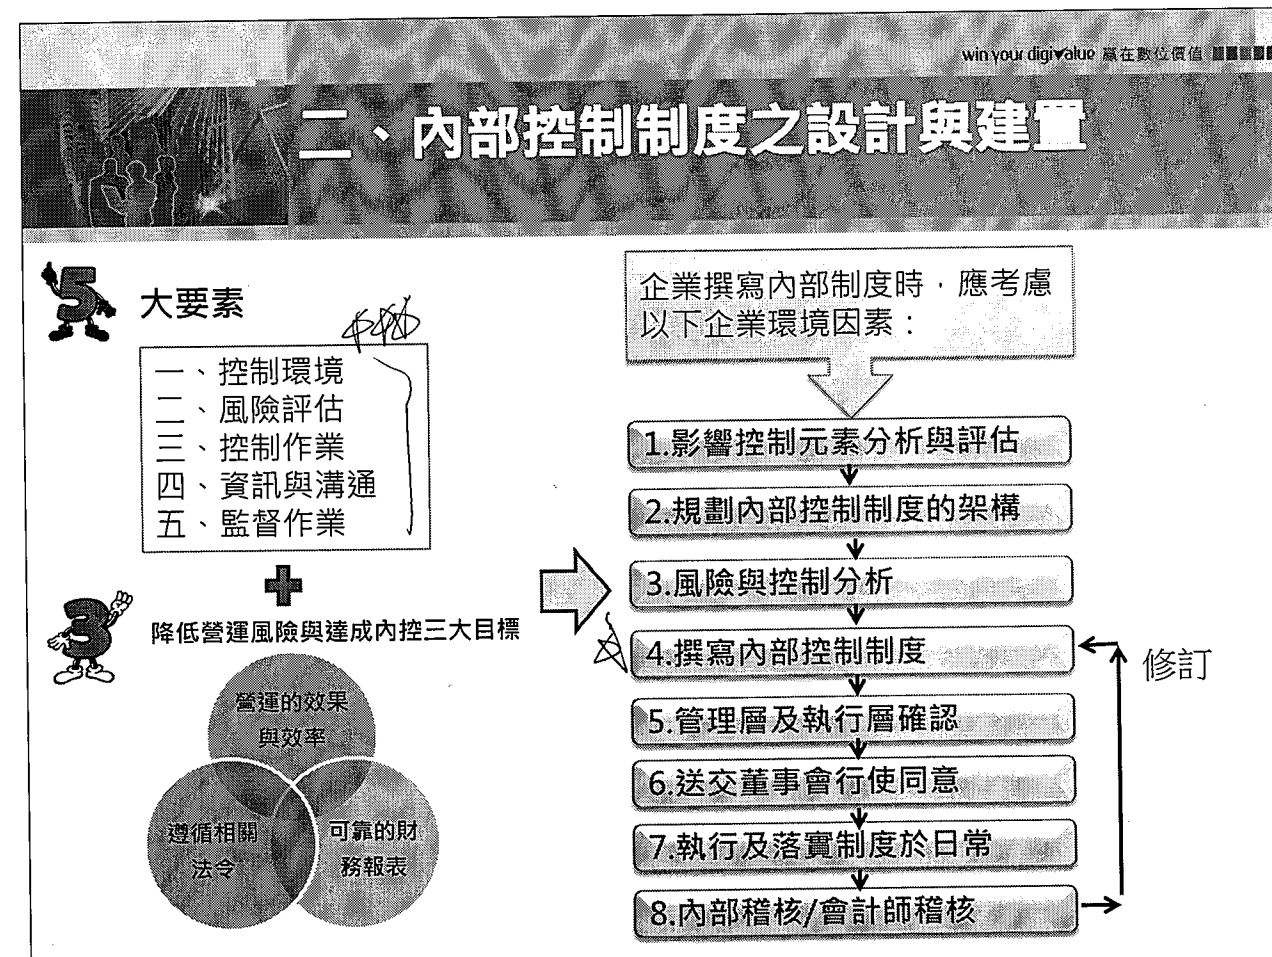 win your digivalue 贏在數位價值
二、內部控制制度之設計與建置
5
大要素
一、控制環境
二、風險評估
三、控制作業
四、資訊與溝通
五、監督作業
3
降低營運風險與達成內控三大目標
營運的效果
與效率
遵循相關
法令
可靠的財
務報表
企業撰寫內部制度時，應考慮
以下企業環境因素：
1.影響控制元素分析與評估
2.規劃內部控制制度的架構
3.風險與控制分析
4.撰寫內部控制制度
5.管理層及執行層確認
6.送交董事會行使同意
7.執行及落實制度於日常
8.內部稽核/會計師稽核
修訂